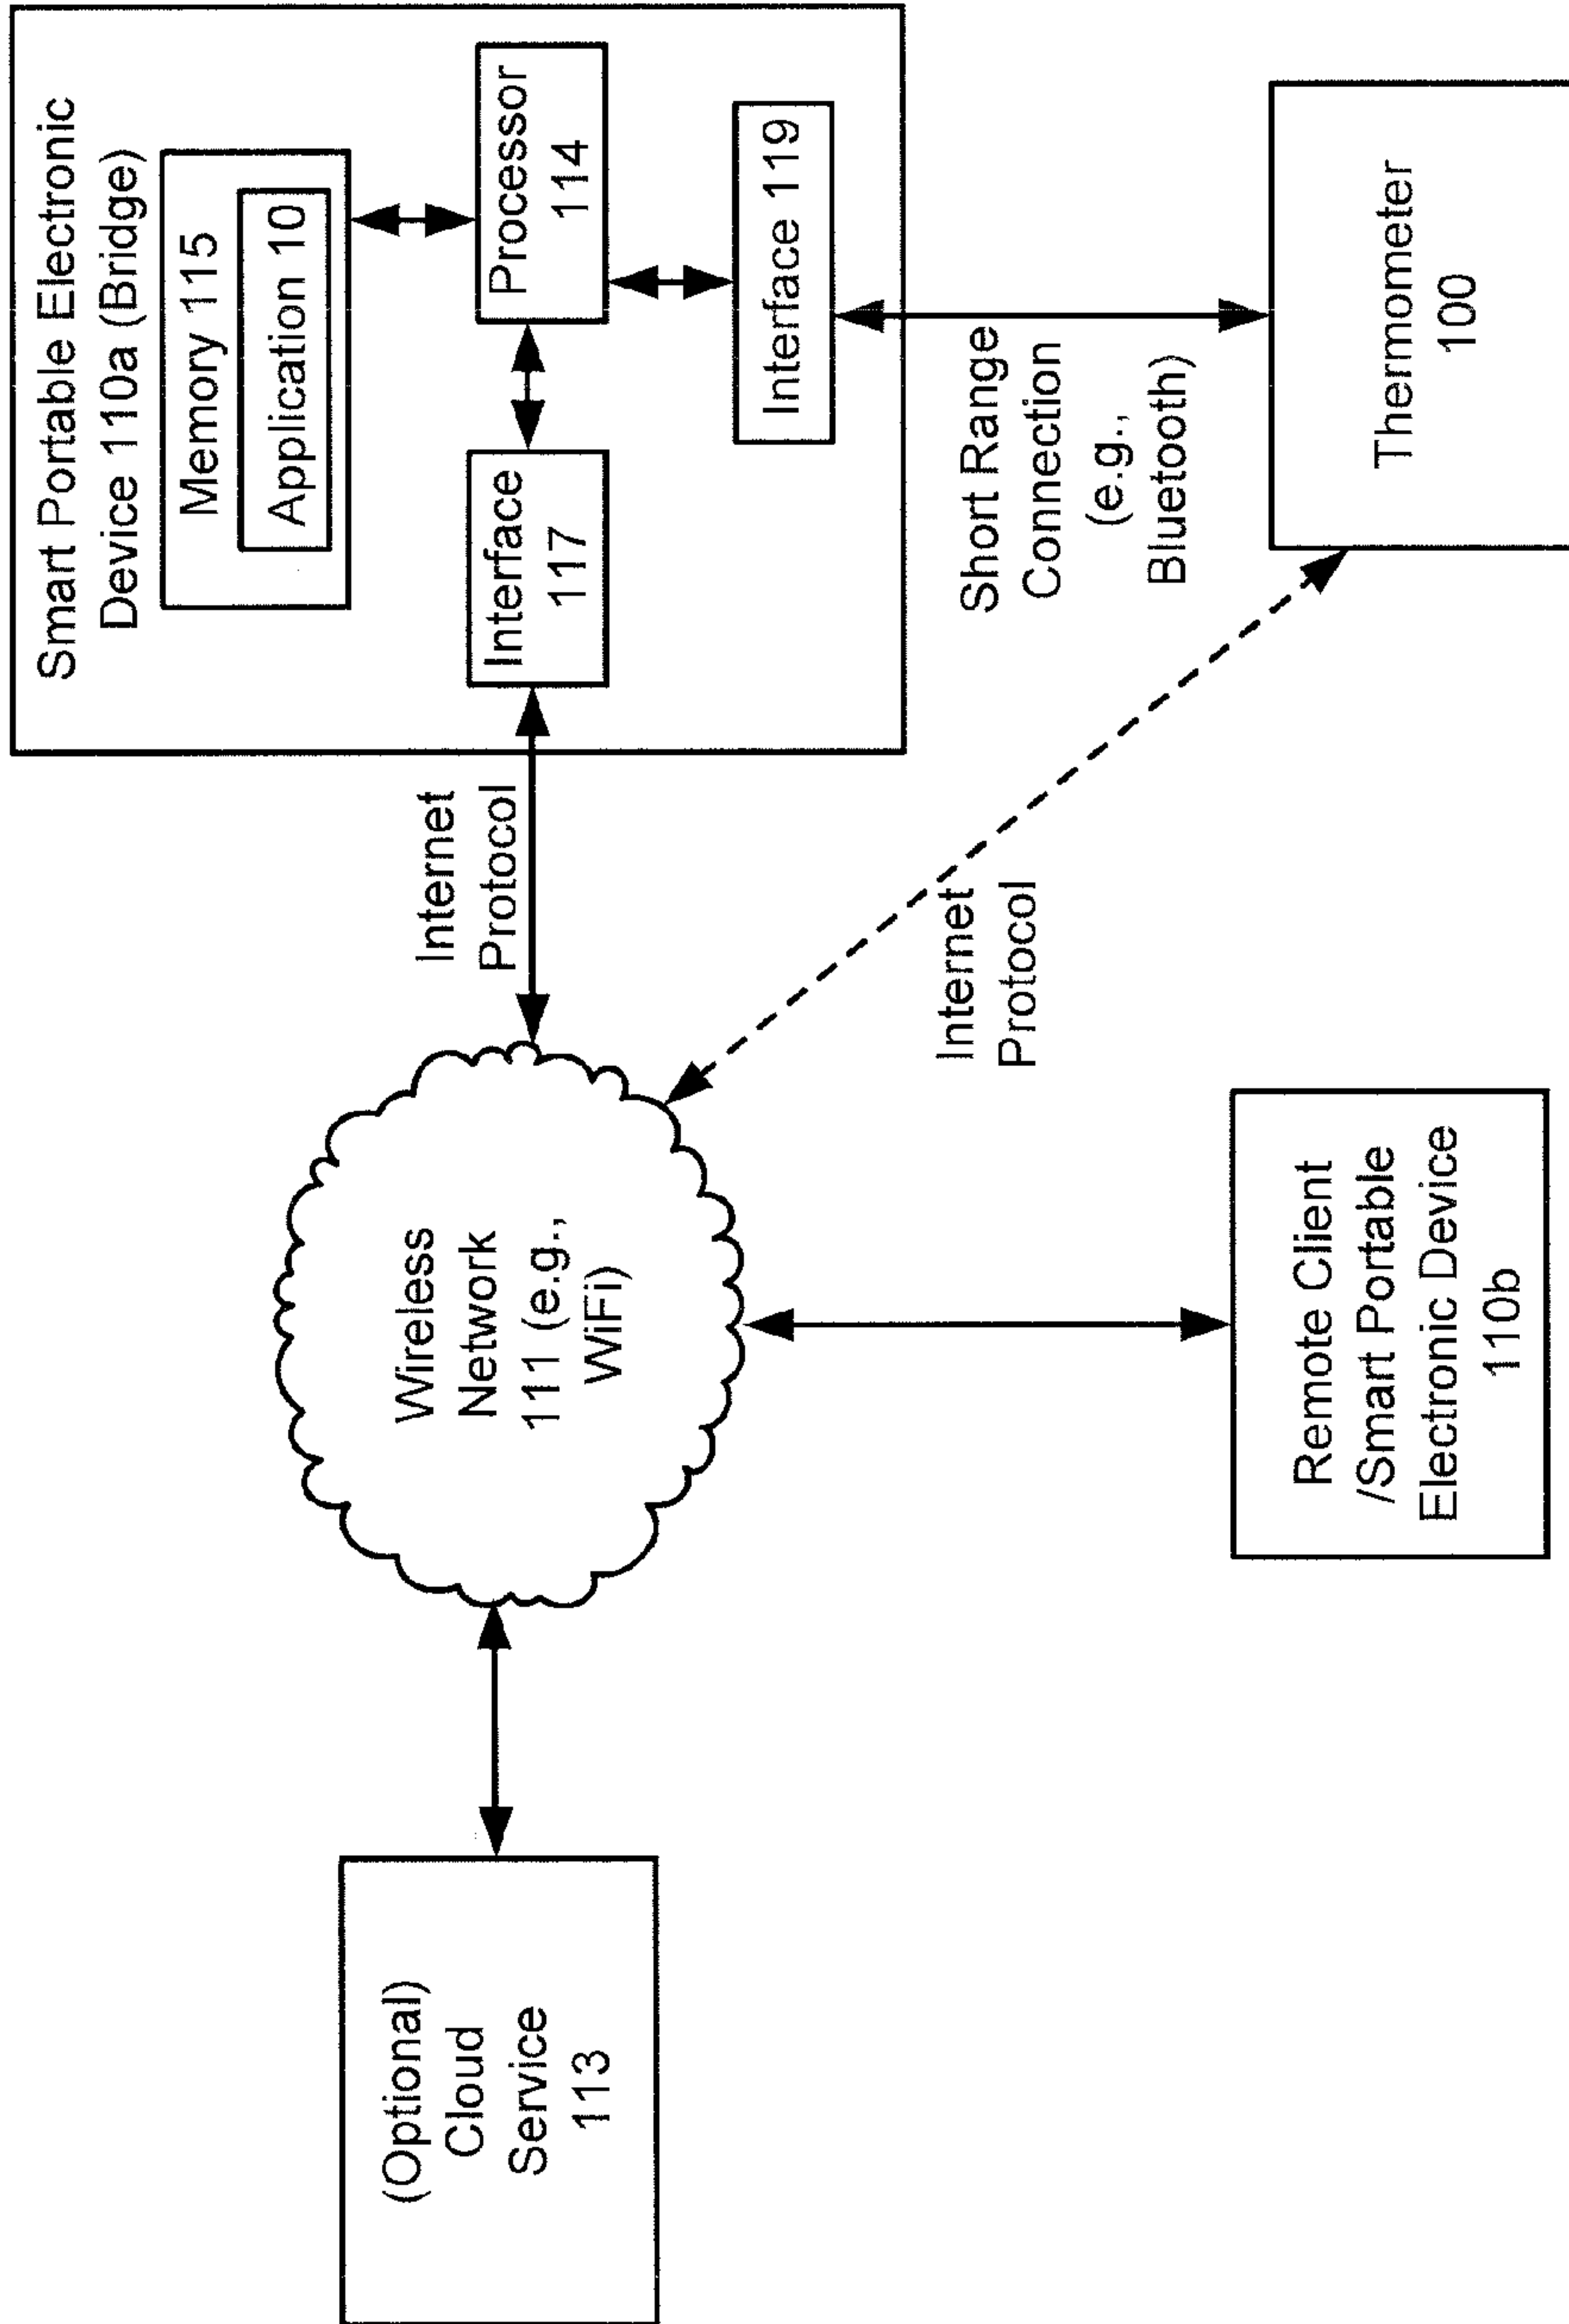 (Optional)
Cloud
Service
113
Wireless
Network
111 (e.g.,
WiFi)
Internet
Protocol
Smart Portable Electronic
Device 110a (Bridge)
Memory 115
Application 10
Processor
114
Interface
117
Interface 119
Internet
Protocol
Short Range
Connection
(e.g.,
Bluetooth)
Remote Client
/Smart Portable
Electronic Device
110b
Thermometer
100